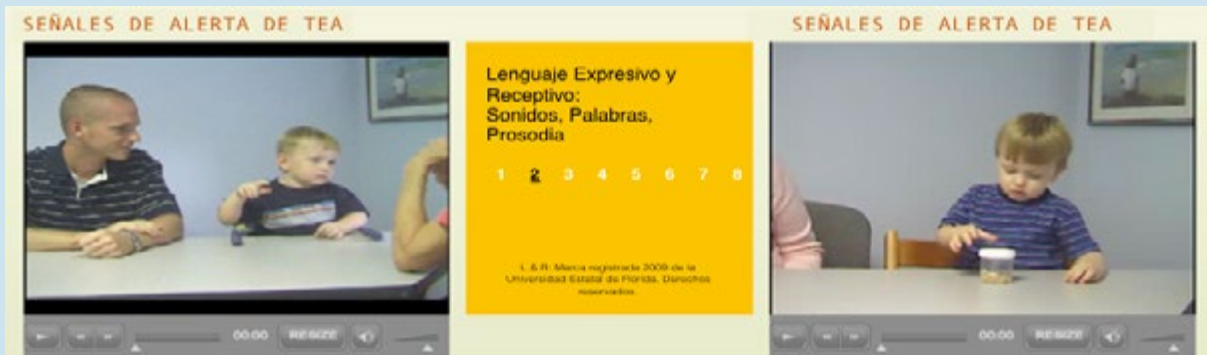 SEÑALES DE ALERTA DE TEA
SEÑALES DE ALERTA DE TEA
Lenguaje Expresivo y
Receptivo:
Sonidos, Palabras,
Prosodia
1 2 3 4 5 6 7 8
L & R: Marca registrada 2009 de la
Universidad Estatal de Florida. Derechos
reservados.
00:00 RESIZE
00:00 RESIZE